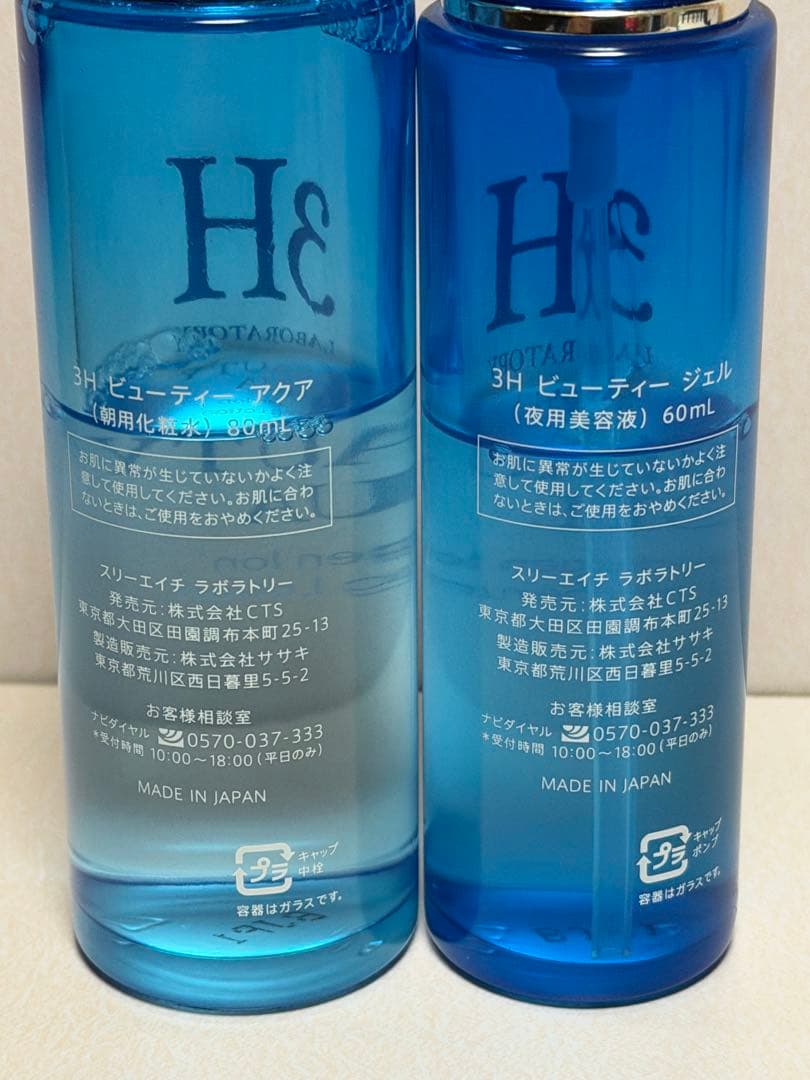 3H
LABORATORY
3H ビューティー アクア
(朝用化粧水) 80mL
お肌に異常が生じていないかよく注
意して使用してください。お肌に合わ
ないときは、ご使用をおやめください。
スリーエイチ ラボラトリー
発売元:株式会社CTS
東京都大田区田園調布本町25-13
製造販売元:株式会社ササキ
東京都荒川区西日暮里5-5-2
お客様相談室
ナビダイヤル 0570-037-333
*受付時間 10:00~18:00(平日のみ)
MADE IN JAPAN
プラ
キャップ
中栓
容器はガラスです。
3H
LABORATORY
3H ビューティー ジェル
(夜用美容液) 60mL
お肌に異常が生じていないかよく注
意して使用してください。お肌に合わ
ないときは、ご使用をおやめください。
スリーエイチ ラボラトリー
発売元:株式会社CTS
東京都大田区田園調布本町25-13
製造販売元:株式会社ササキ
東京都荒川区西日暮里5-5-2
お客様相談室
ナビダイヤル 0570-037-333
*受付時間 10:00~18:00(平日のみ)
MADE IN JAPAN
プラ
キャップ
ポンプ
容器はガラスです。